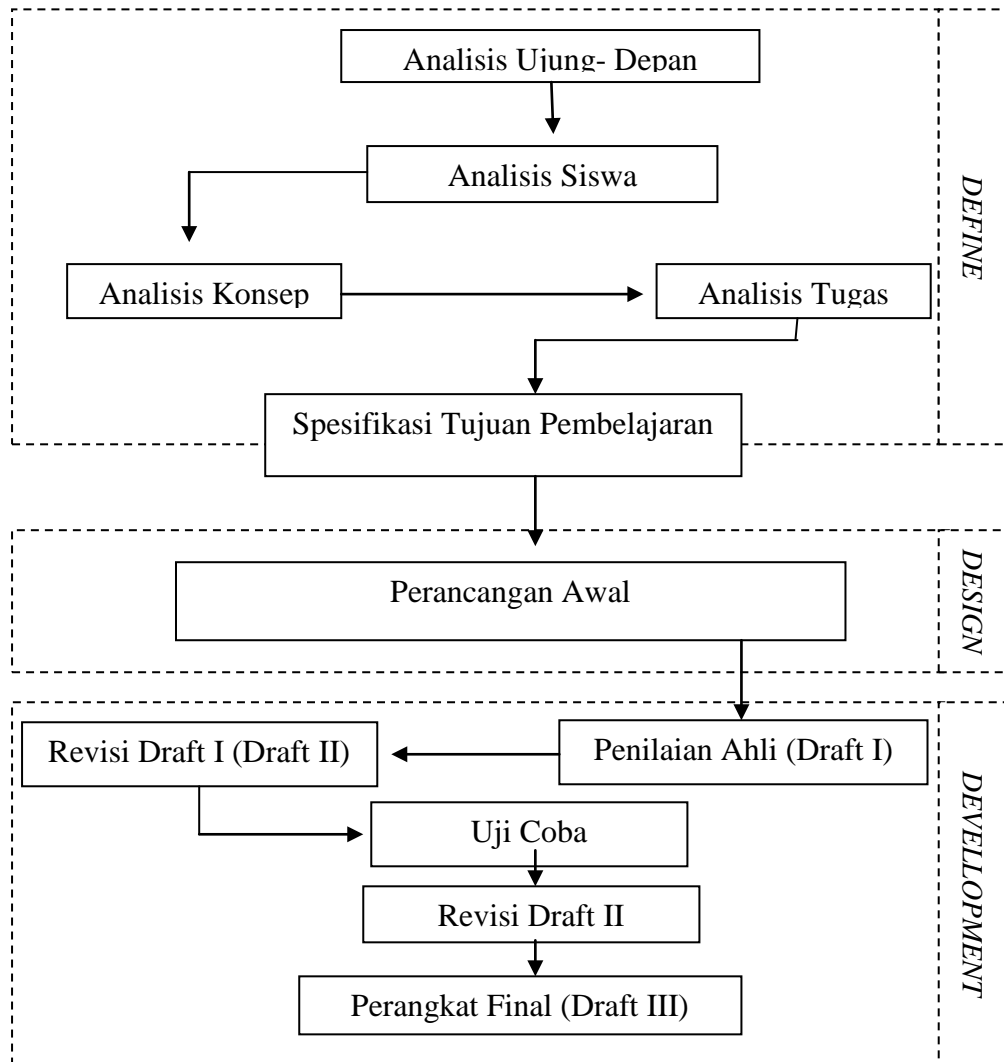 Analisis Ujung- Depan
Analisis Siswa
DEFINE
Analisis Konsep
Analisis Tugas
Spesifikasi Tujuan Pembelajaran
Perancangan Awal
DESIGN
Revisi Draft I (Draft II)
Penilaian Ahli (Draft I)
Uji Coba
Revisi Draft II
Perangkat Final (Draft III)
DEVELLOPMENT